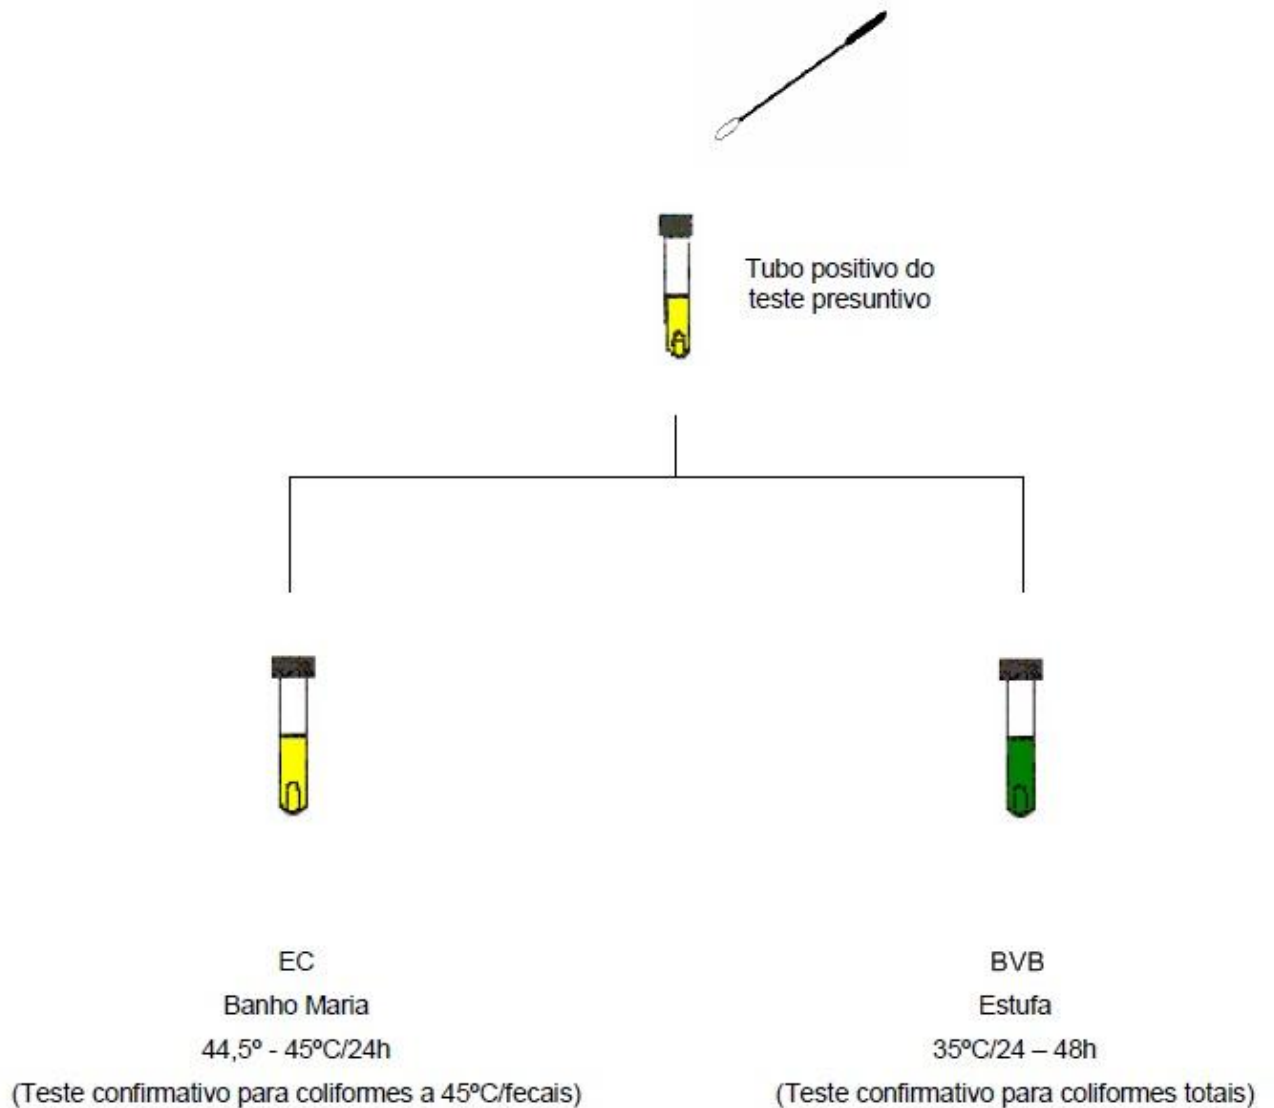 Tubo positivo do
teste presuntivo
EC
Banho Maria
44,5º - 45ºC/24h
(Teste confirmativo para coliformes a 45ºC/fecais)
BVB
Estufa
35ºC/24 – 48h
(Teste confirmativo para coliformes totais)